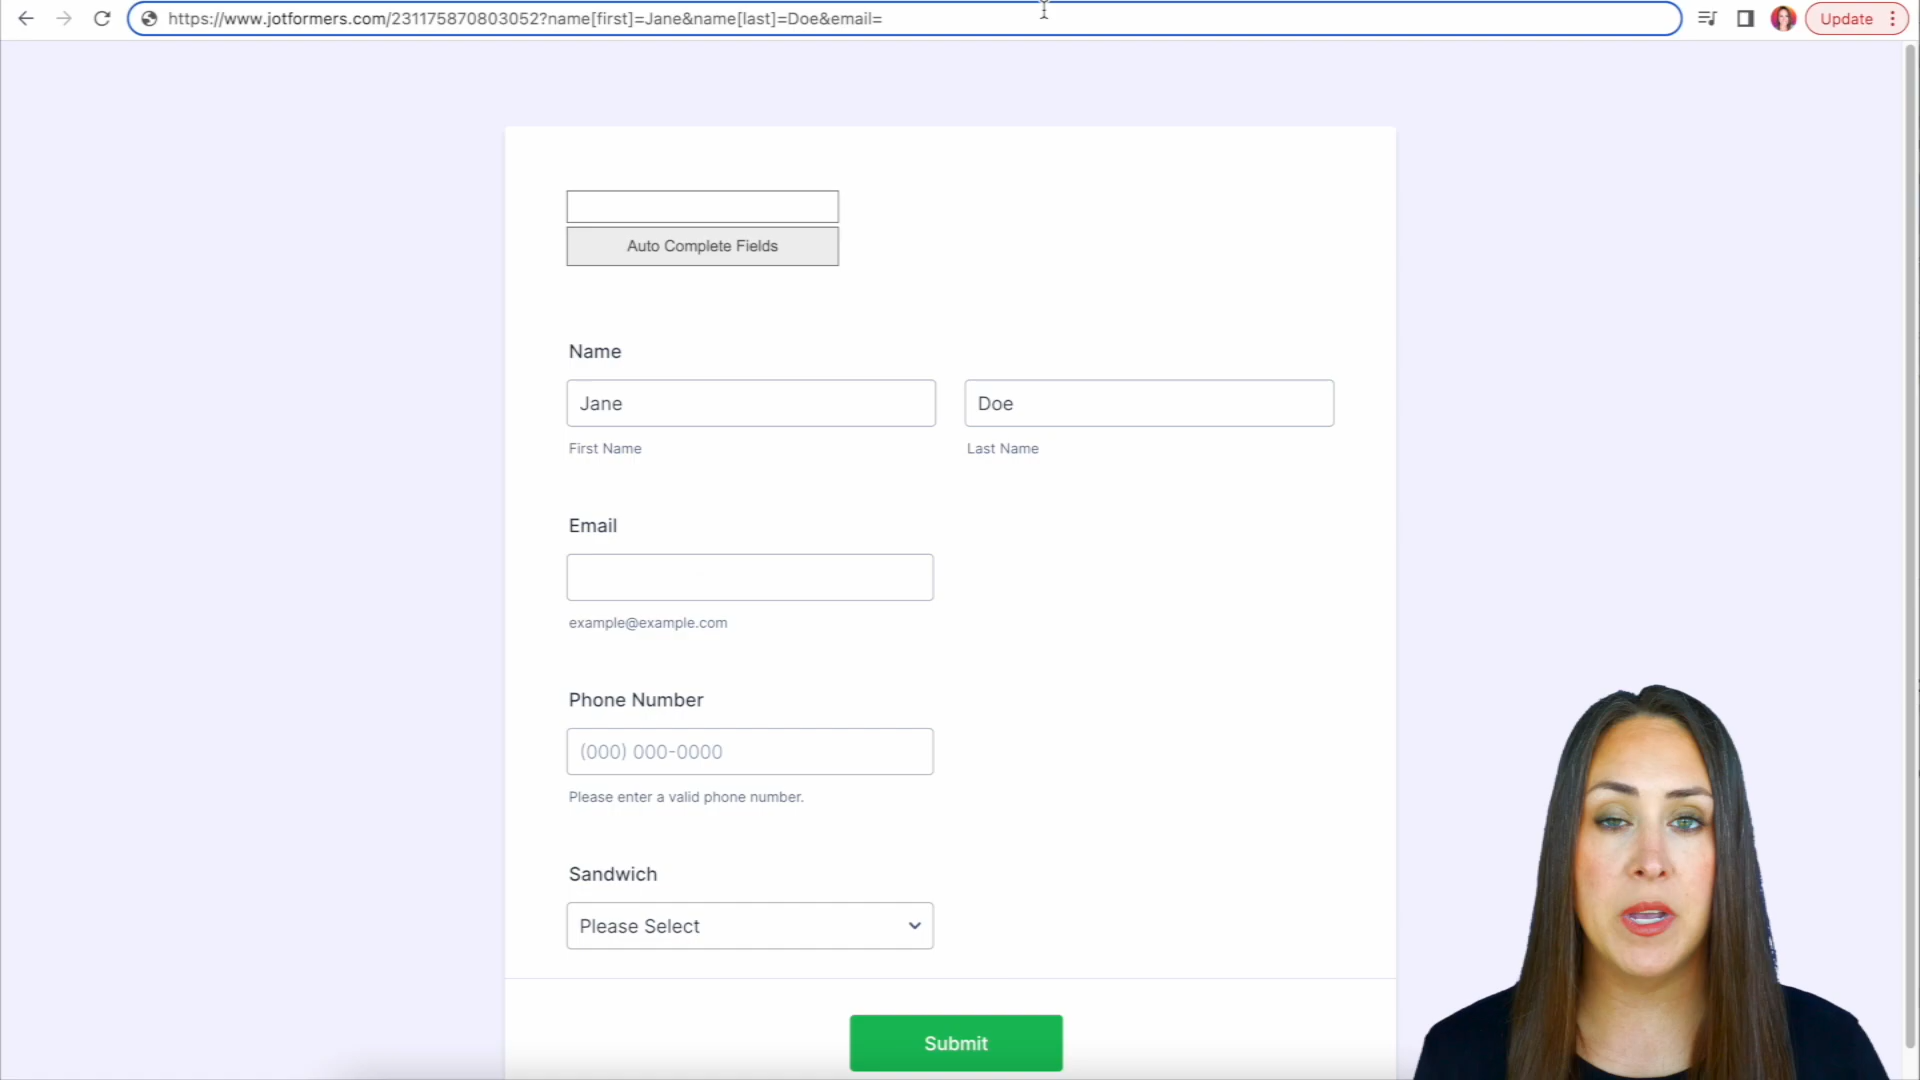 https://www.jotformers.com/231175870803052?name[first]=Jane&name[last]=Doe&email=
Update
Auto Complete Fields
Name
Jane
Doe
First Name
Last Name
Email
example@example.com
Phone Number
(000) 000-0000
Please enter a valid phone number.
Sandwich
Please Select
Submit